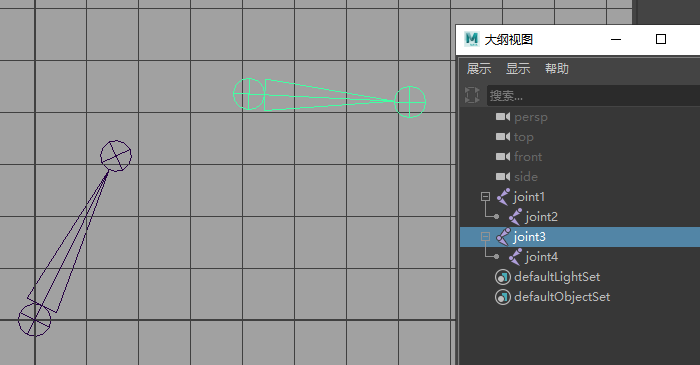 大纲视图
展示 显示 帮助
搜索...
persp
top
front
side
joint1
joint2
joint3
joint4
defaultLightSet
defaultObjectSet